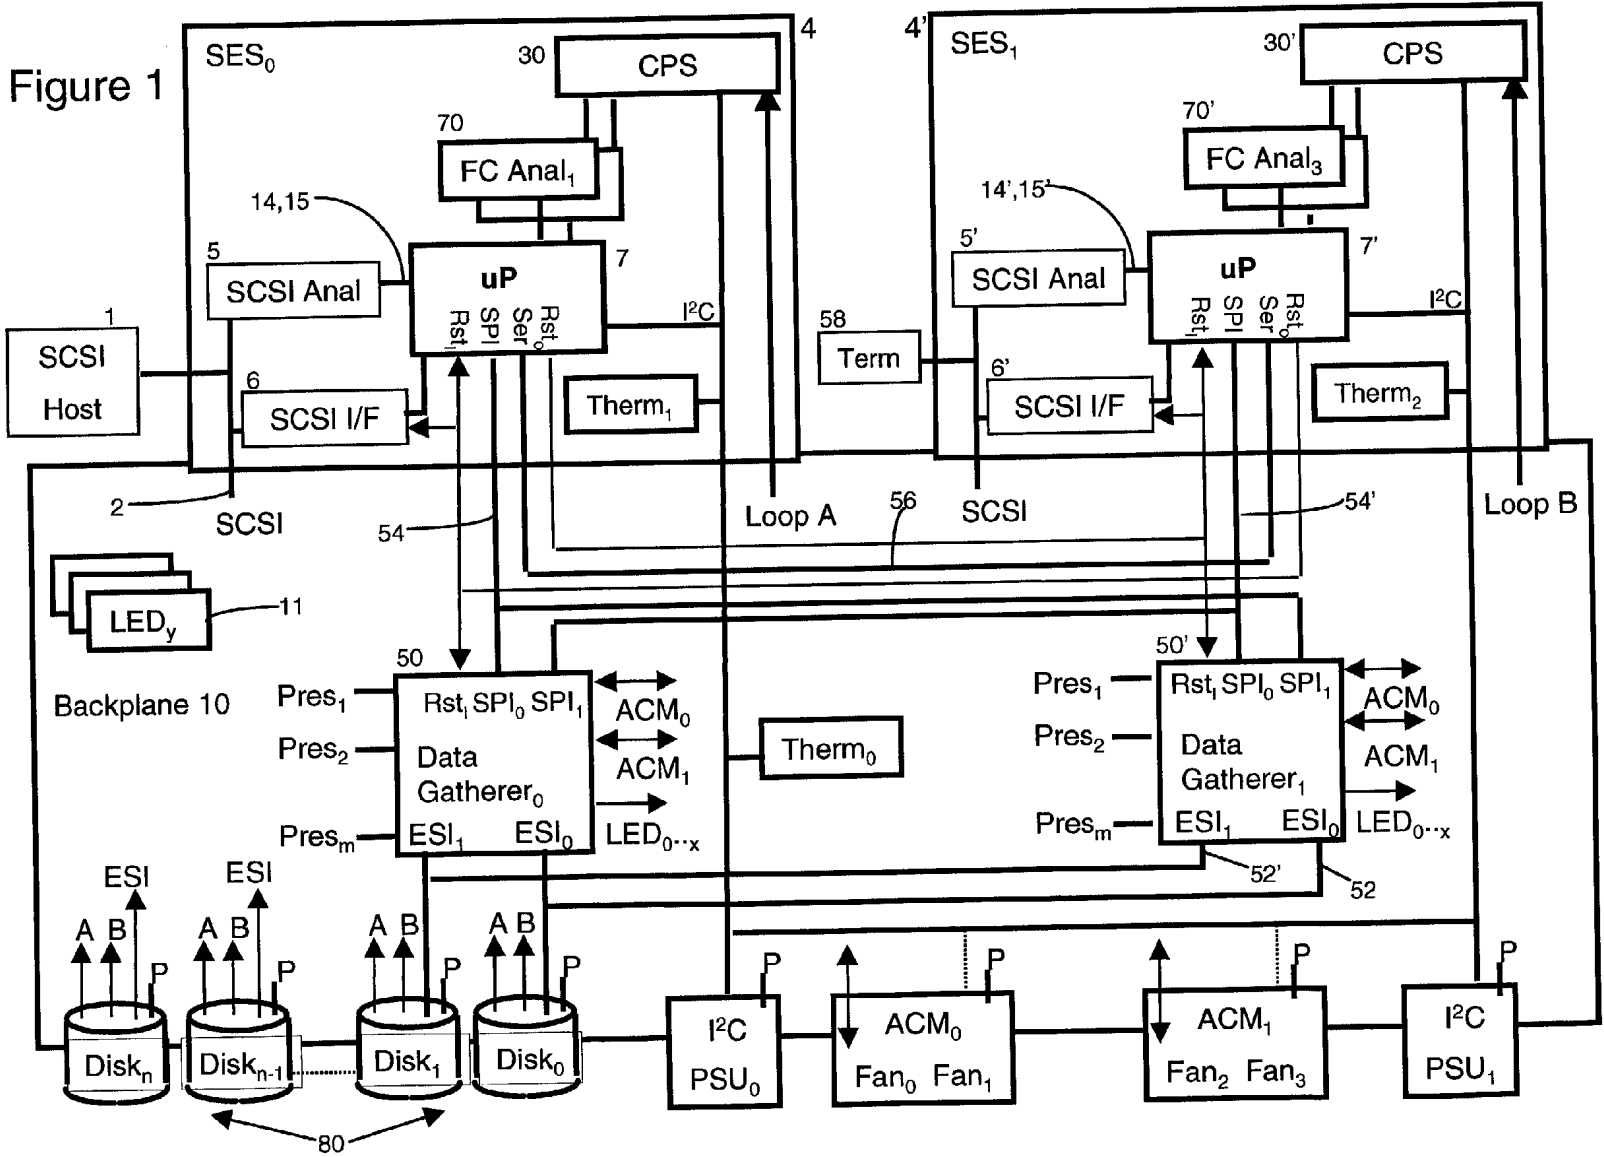 Figure 1
SES0
30
CPS
4
4'
SES1
30'
CPS
70
FC Anal1
70'
FC Anal3
14,15
14',15'
5
SCSI Anal
uP
7
Rst1 SPI Ser Rst0
I²C
5'
SCSI Anal
uP
7'
RstI SPI Ser Rst0
I²C
1
SCSI
Host
6
SCSI I/F
Therm1
58
Term
6'
SCSI I/F
Therm2
2
SCSI
54
Loop A
56
SCSI
54'
Loop B
LEDy
11
Backplane 10
50
RstI SPI0 SPI1
Pres1
Pres2
Presm
Data
Gatherer0
ESI1 ESI0
ACM0
ACM1
LED0..x
Therm0
50'
RstI SPI0 SPI1
Pres1
Pres2
Presm
Data
Gatherer1
ESI1 ESI0
ACM0
ACM1
LED0..x
52'
52
ESI
ESI
A B P
A B P
A B P
A B P
P
P
P
P
Diskn
Diskn-1
Disk1
Disk0
I²C
PSU0
ACM0
Fan0 Fan1
ACM1
Fan2 Fan3
I²C
PSU1
80